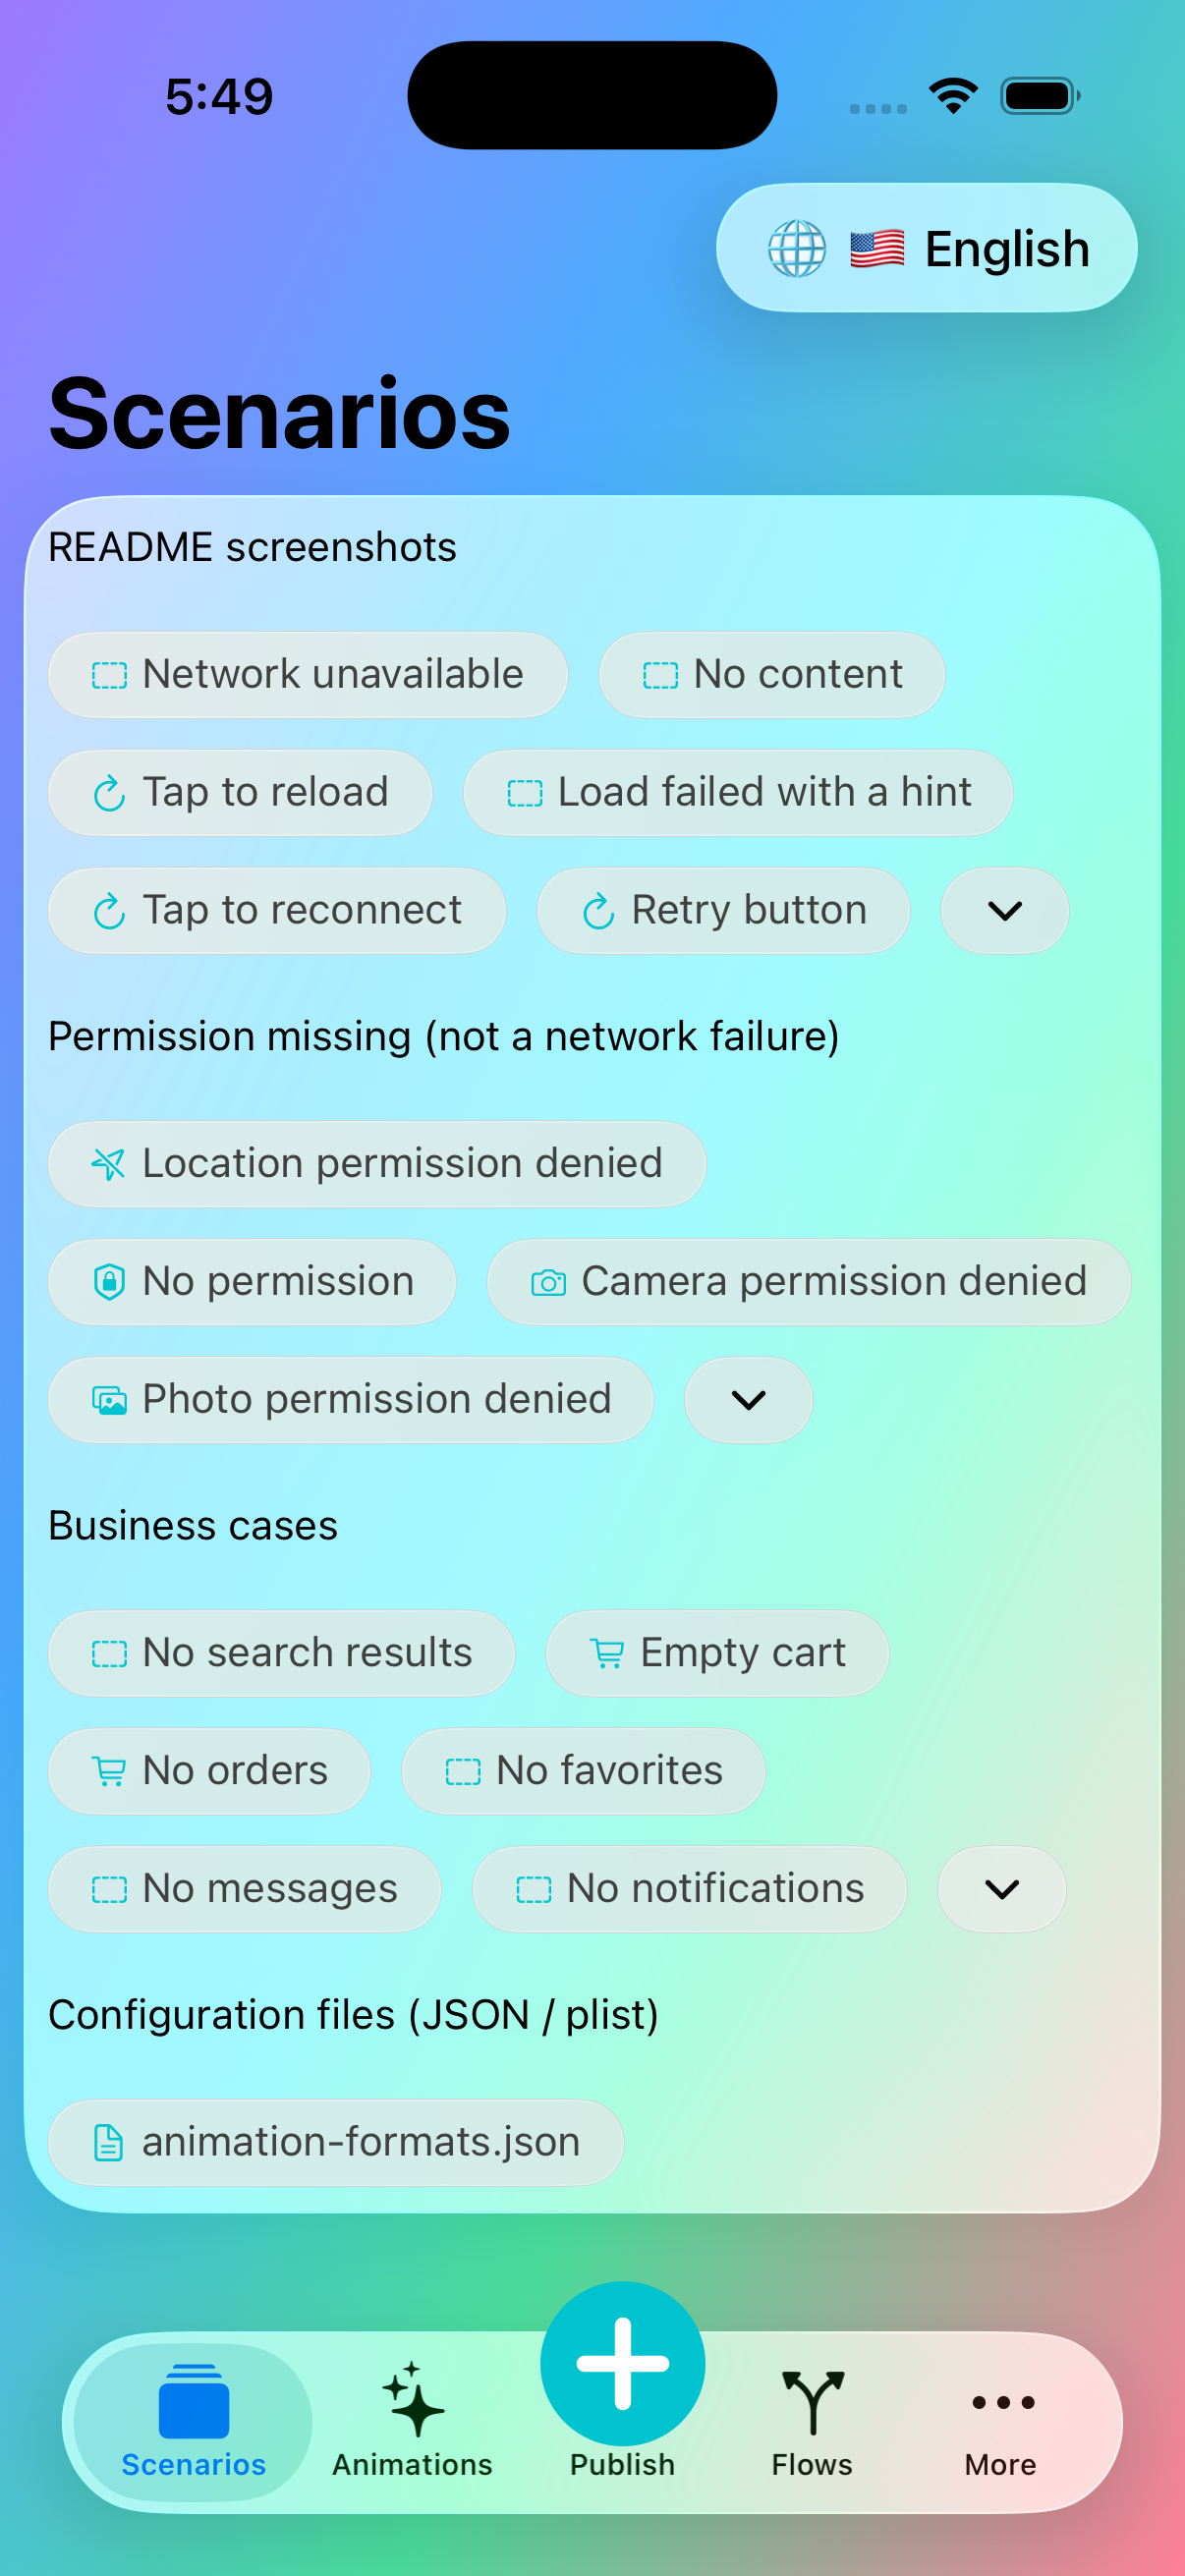 5:49
English
Scenarios
README screenshots
Network unavailable
No content
Tap to reload
Load failed with a hint
Tap to reconnect
Retry button
Permission missing (not a network failure)
Location permission denied
No permission
Camera permission denied
Photo permission denied
Business cases
No search results
Empty cart
No orders
No favorites
No messages
No notifications
Configuration files (JSON / plist)
animation-formats.json
Scenarios
Animations
Publish
Flows
More